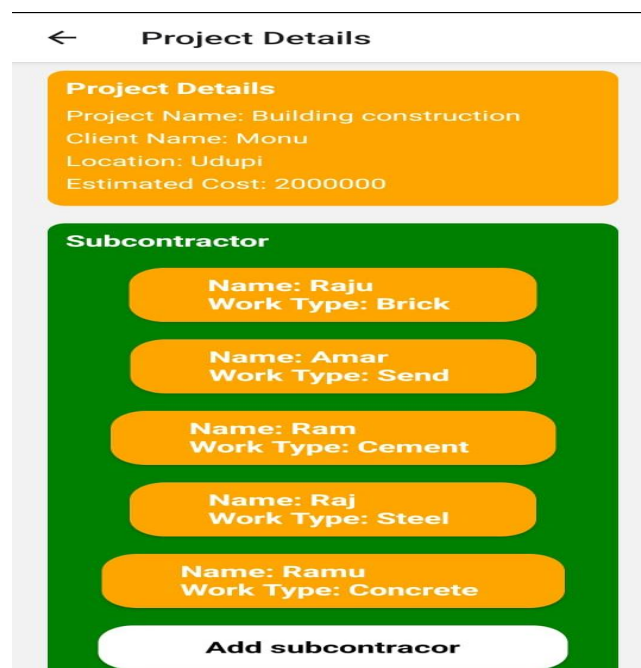 Project Details
Project Details
Project Name: Building construction
Client Name: Monu
Location: Udupi
Estimated Cost: 2000000
Subcontractor
Name: Raju
Work Type: Brick
Name: Amar
Work Type: Send
Name: Ram
Work Type: Cement
Name: Raj
Work Type: Steel
Name: Ramu
Work Type: Concrete
Add subcontracor